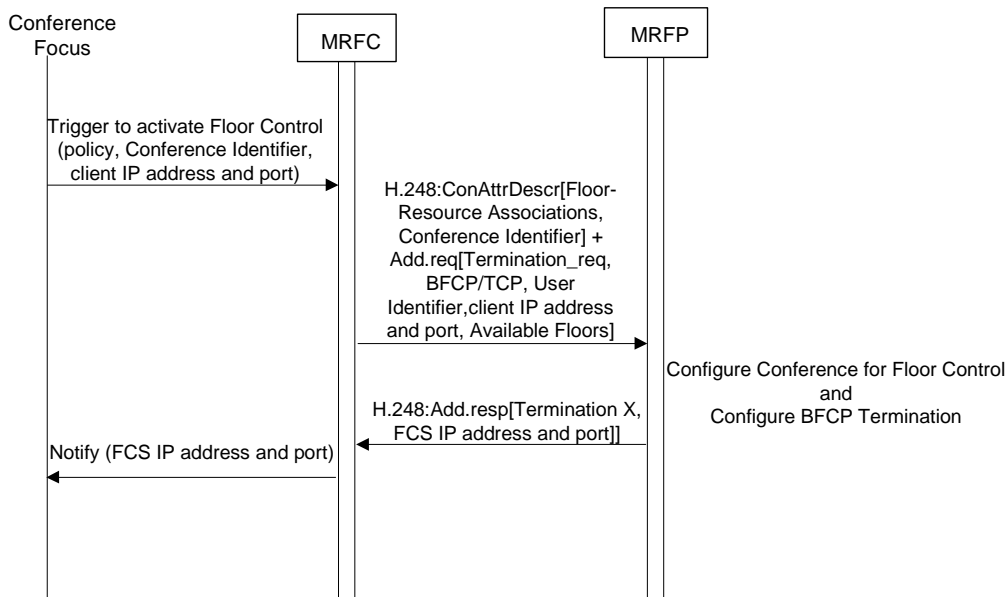 Conference
Focus
MRFC
MRFP
Trigger to activate Floor Control
(policy, Conference Identifier,
client IP address and port)
H.248:ConAttrDescr[Floor-
Resource Associations,
Conference Identifier] +
Add.req[Termination_req,
BFCP/TCP, User
Identifier,client IP address
and port, Available Floors]
Configure Conference for Floor Control
and
Configure BFCP Termination
H.248:Add.resp[Termination X,
FCS IP address and port]]
Notify (FCS IP address and port)